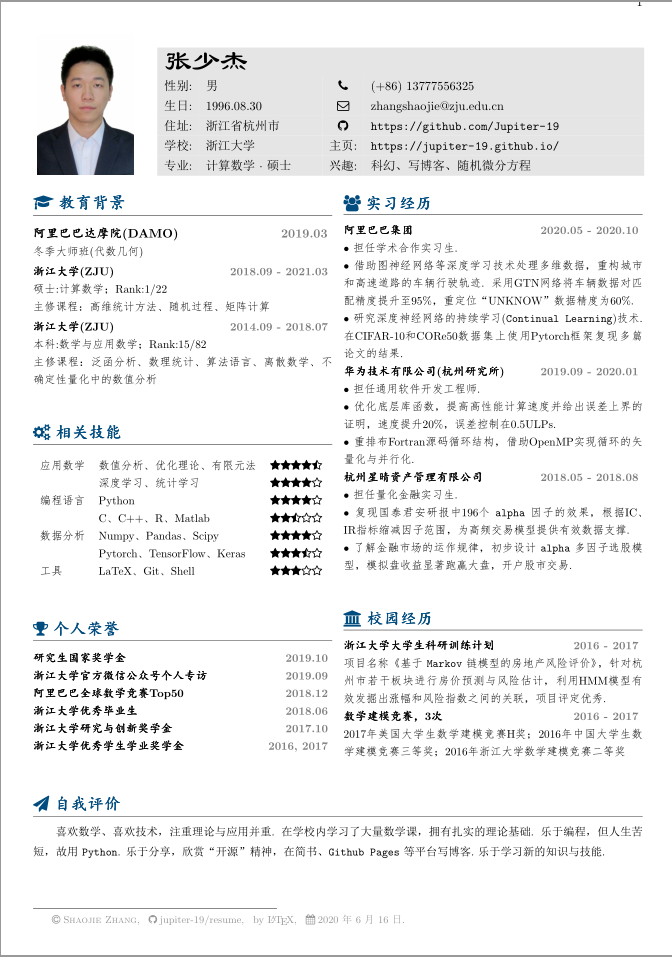 1
张少杰
性别: 男 (+86) 13777556325
生日: 1996.08.30 zhangshaojie@zju.edu.cn
住址: 浙江省杭州市 https://github.com/Jupiter-19
学校: 浙江大学 主页: https://jupiter-19.github.io/
专业: 计算数学 - 硕士 兴趣: 科幻、写博客、随机微分方程
教育背景
阿里巴巴达摩院(DAMO) 2019.03
冬季大师班(代数几何)
浙江大学(ZJU) 2018.09 - 2021.03
硕士:计算数学; Rank:1/22
主修课程: 高维统计方法、随机过程、矩阵计算
浙江大学(ZJU) 2014.09 - 2018.07
本科:数学与应用数学; Rank:15/82
主修课程: 泛函分析、数理统计、算法语言、离散数学、不
确定性量化中的数值分析
相关技能
应用数学 数值分析、优化理论、有限元法 ★★★★⯪
深度学习、统计学习 ★★★★☆
编程语言 Python ★★★★☆
C、C++、R、Matlab ★★⯪☆☆
数据分析 Numpy、Pandas、Scipy ★★★★☆
Pytorch、TensorFlow、Keras ★★★⯪☆
工具 LaTeX、Git、Shell ★★★☆☆
个人荣誉
研究生国家奖学金 2019.10
浙江大学官方微信公众号个人专访 2019.09
阿里巴巴全球数学竞赛Top50 2018.12
浙江大学优秀毕业生 2018.06
浙江大学研究与创新奖学金 2017.10
浙江大学优秀学生学业奖学金 2016, 2017
实习经历
阿里巴巴集团 2020.05 - 2020.10
● 担任学术合作实习生.
● 借助图神经网络等深度学习技术处理多维数据, 重构城市
和高速道路的车辆行驶轨迹. 采用GTN网络将车辆数据对匹
配精度提升至95%, 重定位“UNKNOW”数据精度为60%.
● 研究深度神经网络的持续学习(Continual Learning)技术.
在CIFAR-10和CORe50数据集上使用Pytorch框架复现多篇
论文的结果.
华为技术有限公司(杭州研究所) 2019.09 - 2020.01
● 担任通用软件开发工程师.
● 优化底层库函数, 提高高性能计算速度并给出误差上界的
证明, 速度提升20%, 误差控制在0.5ULPs.
● 重排布Fortran源码循环结构, 借助OpenMP实现循环的矢
量化与并行化.
杭州星晴资产管理有限公司 2018.05 - 2018.08
● 担任量化金融实习生.
● 复现国泰君安研报中196个 alpha 因子的效果, 根据IC、
IR指标缩减因子范围, 为高频交易模型提供有效数据支撑.
● 了解金融市场的运作规律, 初步设计 alpha 多因子选股模
型, 模拟盘收益显著跑赢大盘, 开户股市交易.
校园经历
浙江大学大学生科研训练计划 2016 - 2017
项目名称《基于 Markov 链模型的房地产风险评价》, 针对杭
州市若干板块进行房价预测与风险估计, 利用HMM模型有
效发掘出涨幅和风险指数之间的关联, 项目评定优秀.
数学建模竞赛, 3次 2016 - 2017
2017年美国大学生数学建模竞赛H奖; 2016年中国大学生数
学建模竞赛三等奖; 2016年浙江大学数学建模竞赛二等奖
自我评价
喜欢数学、喜欢技术, 注重理论与应用并重. 在学校内学习了大量数学课, 拥有扎实的理论基础. 乐于编程, 但人生苦
短, 故用 Python. 乐于分享, 欣赏“开源”精神, 在简书、Github Pages 等平台写博客. 乐于学习新的知识与技能.
© Shaojie Zhang, jupiter-19/resume, by LATEX, 2020 年 6 月 16 日.